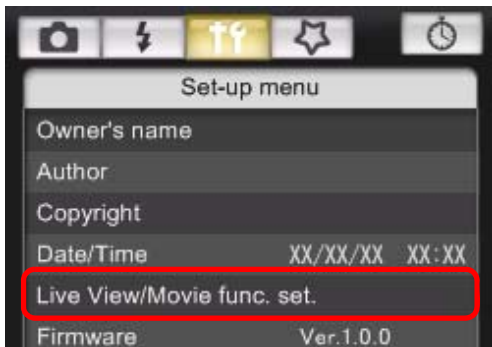 Set-up menu
Owner's name
Author
Copyright
Date/Time XX/XX/XX XX:XX
Live View/Movie func. set.
Firmware Ver.1.0.0